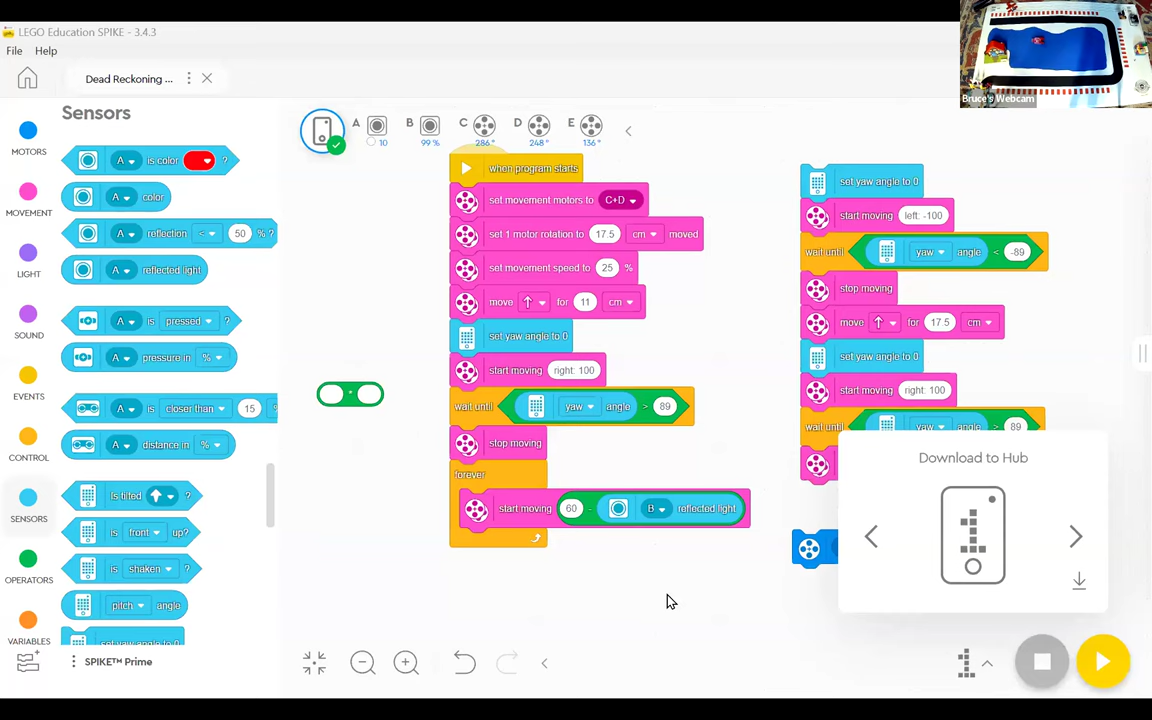 LEGO Education SPIKE - 3.4.3
File Help
Bruce's Webcam
Dead Reckoning ...
Sensors
MOTORS
MOVEMENT
LIGHT
SOUND
EVENTS
CONTROL
SENSORS
OPERATORS
VARIABLES
A is color ?
A color
A reflection < 50 % ?
A reflected light
A is pressed ?
A pressure in %
A is closer than 15
A distance in %
Is tilted ?
is front up?
is shaken ?
pitch angle
set yaw angle to 0
SPIKE™ Prime
A B C D E
10 99 % 286° 248° 136°
when program starts
set movement motors to C+D
set 1 motor rotation to 17.5 cm moved
set movement speed to 25 %
move for 11 cm
set yaw angle to 0
start moving right: 100
wait until yaw angle > 89
stop moving
forever
start moving 60 - B reflected light
set yaw angle to 0
start moving left: -100
wait until yaw angle < -89
stop moving
move for 17.5 cm
set yaw angle to 0
start moving right: 100
wait until yaw angle > 89
Download to Hub